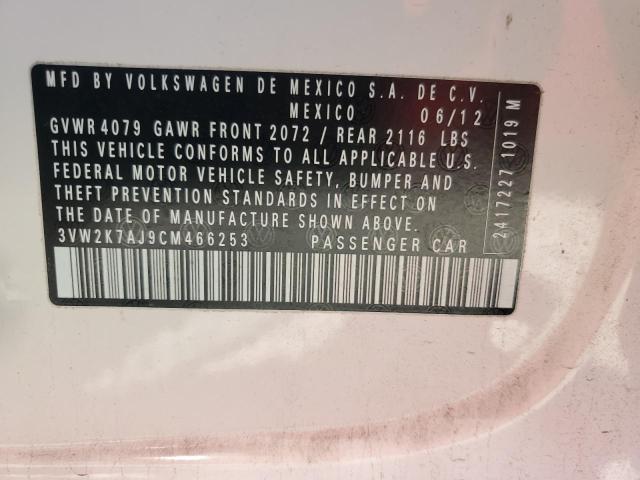 MFD BY VOLKSWAGEN DE MEXICO S.A. DE C.V.
MEXICO 06/12
GVWR 4079 GAWR FRONT 2072 / REAR 2116 LBS
THIS VEHICLE CONFORMS TO ALL APPLICABLE U.S.
FEDERAL MOTOR VEHICLE SAFETY, BUMPER AND
THEFT PREVENTION STANDARDS IN EFFECT ON
THE DATE OF MANUFACTURE SHOWN ABOVE.
3VW2K7AJ9CM466253 PASSENGER CAR
2417227 1019 M